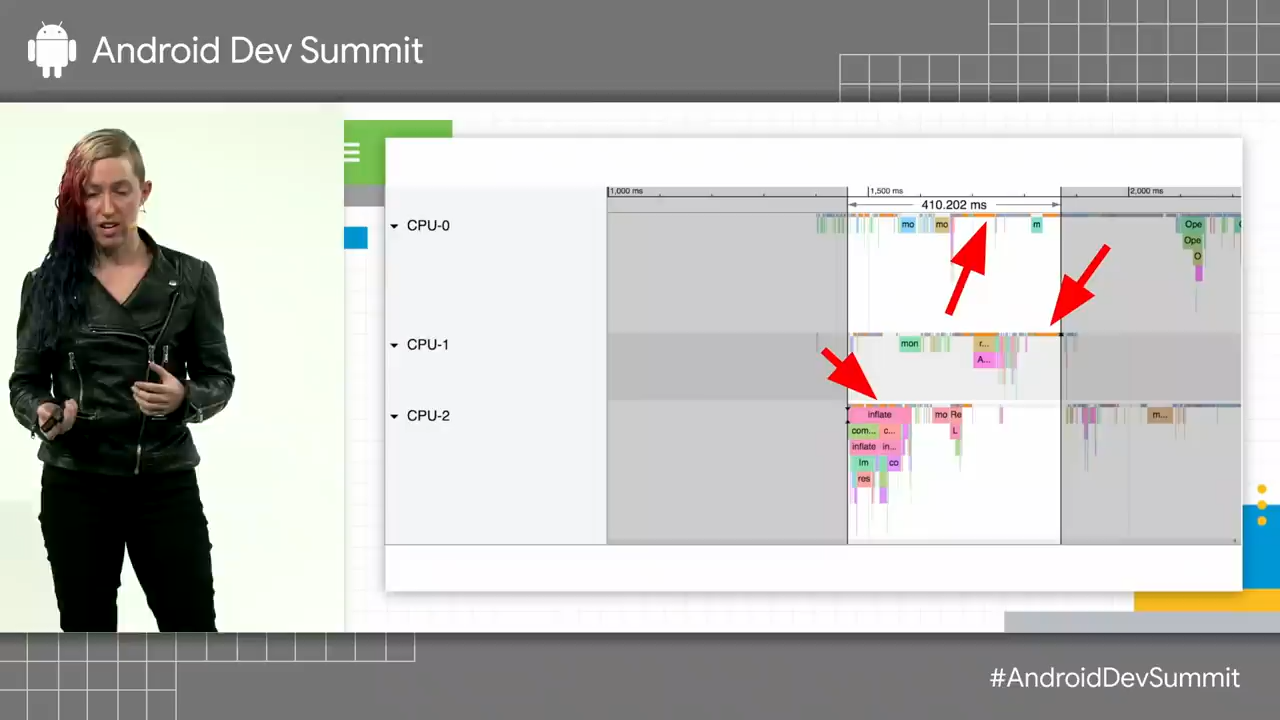 Android Dev Summit
1,000 ms 1,500 ms 2,000 ms
410.202 ms
CPU-0
mo mo m Ope
Ope
O
CPU-1
mon r...
A...
CPU-2
inflate mo Re m...
com... c... L
inflate in...
Im co
res
#AndroidDevSummit